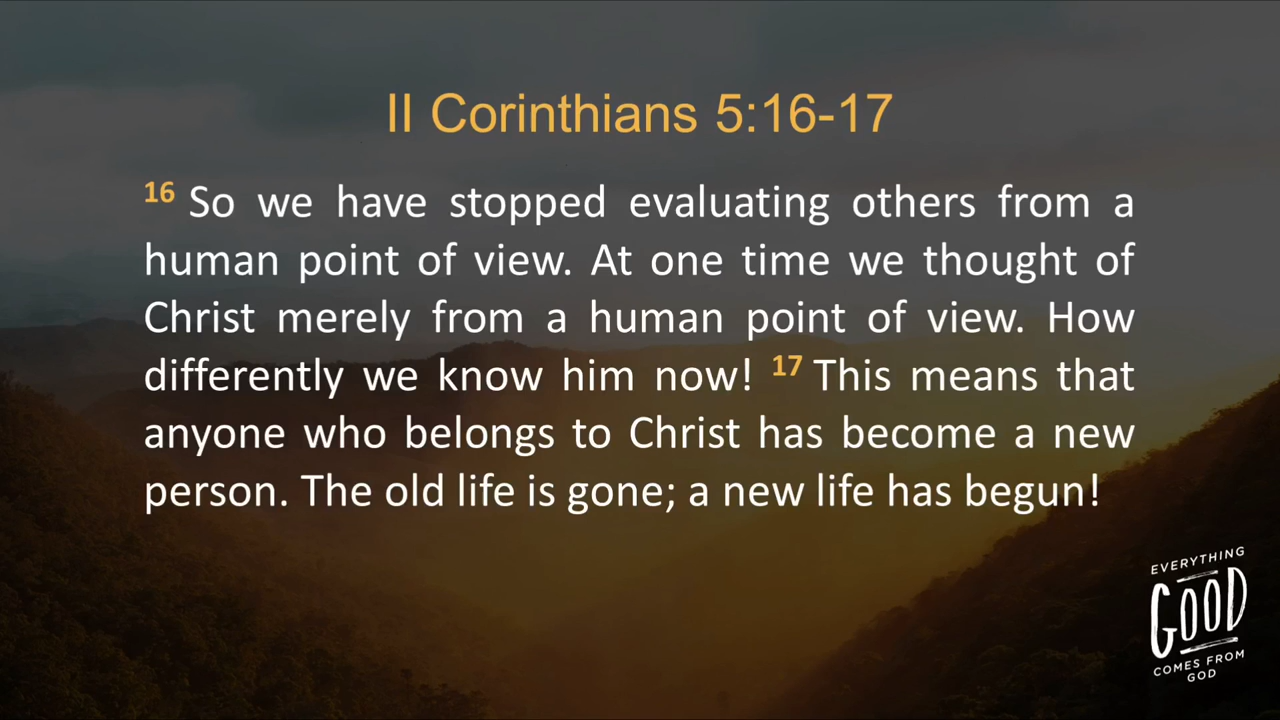 II Corinthians 5:16-17
16 So we have stopped evaluating others from a
human point of view. At one time we thought of
Christ merely from a human point of view. How
differently we know him now! 17 This means that
anyone who belongs to Christ has become a new
person. The old life is gone; a new life has begun!
EVERYTHING
GOOD
COMES FROM
GOD